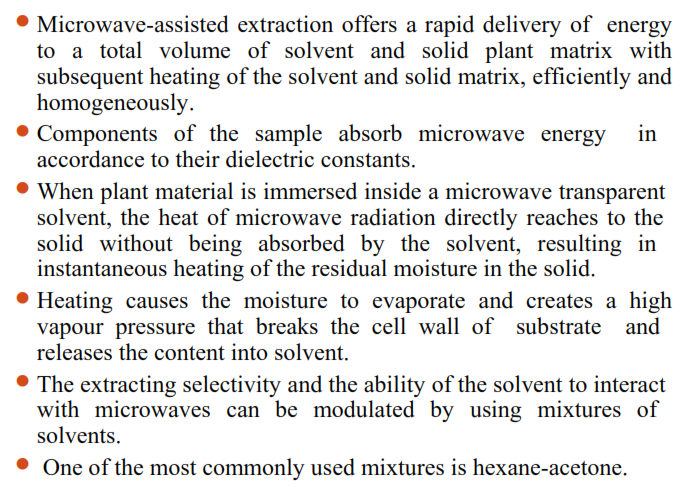 • Microwave-assisted extraction offers a rapid delivery of energy
to a total volume of solvent and solid plant matrix with
subsequent heating of the solvent and solid matrix, efficiently and
homogeneously.
• Components of the sample absorb microwave energy in
accordance to their dielectric constants.
• When plant material is immersed inside a microwave transparent
solvent, the heat of microwave radiation directly reaches to the
solid without being absorbed by the solvent, resulting in
instantaneous heating of the residual moisture in the solid.
• Heating causes the moisture to evaporate and creates a high
vapour pressure that breaks the cell wall of substrate and
releases the content into solvent.
• The extracting selectivity and the ability of the solvent to interact
with microwaves can be modulated by using mixtures of
solvents.
• One of the most commonly used mixtures is hexane-acetone.